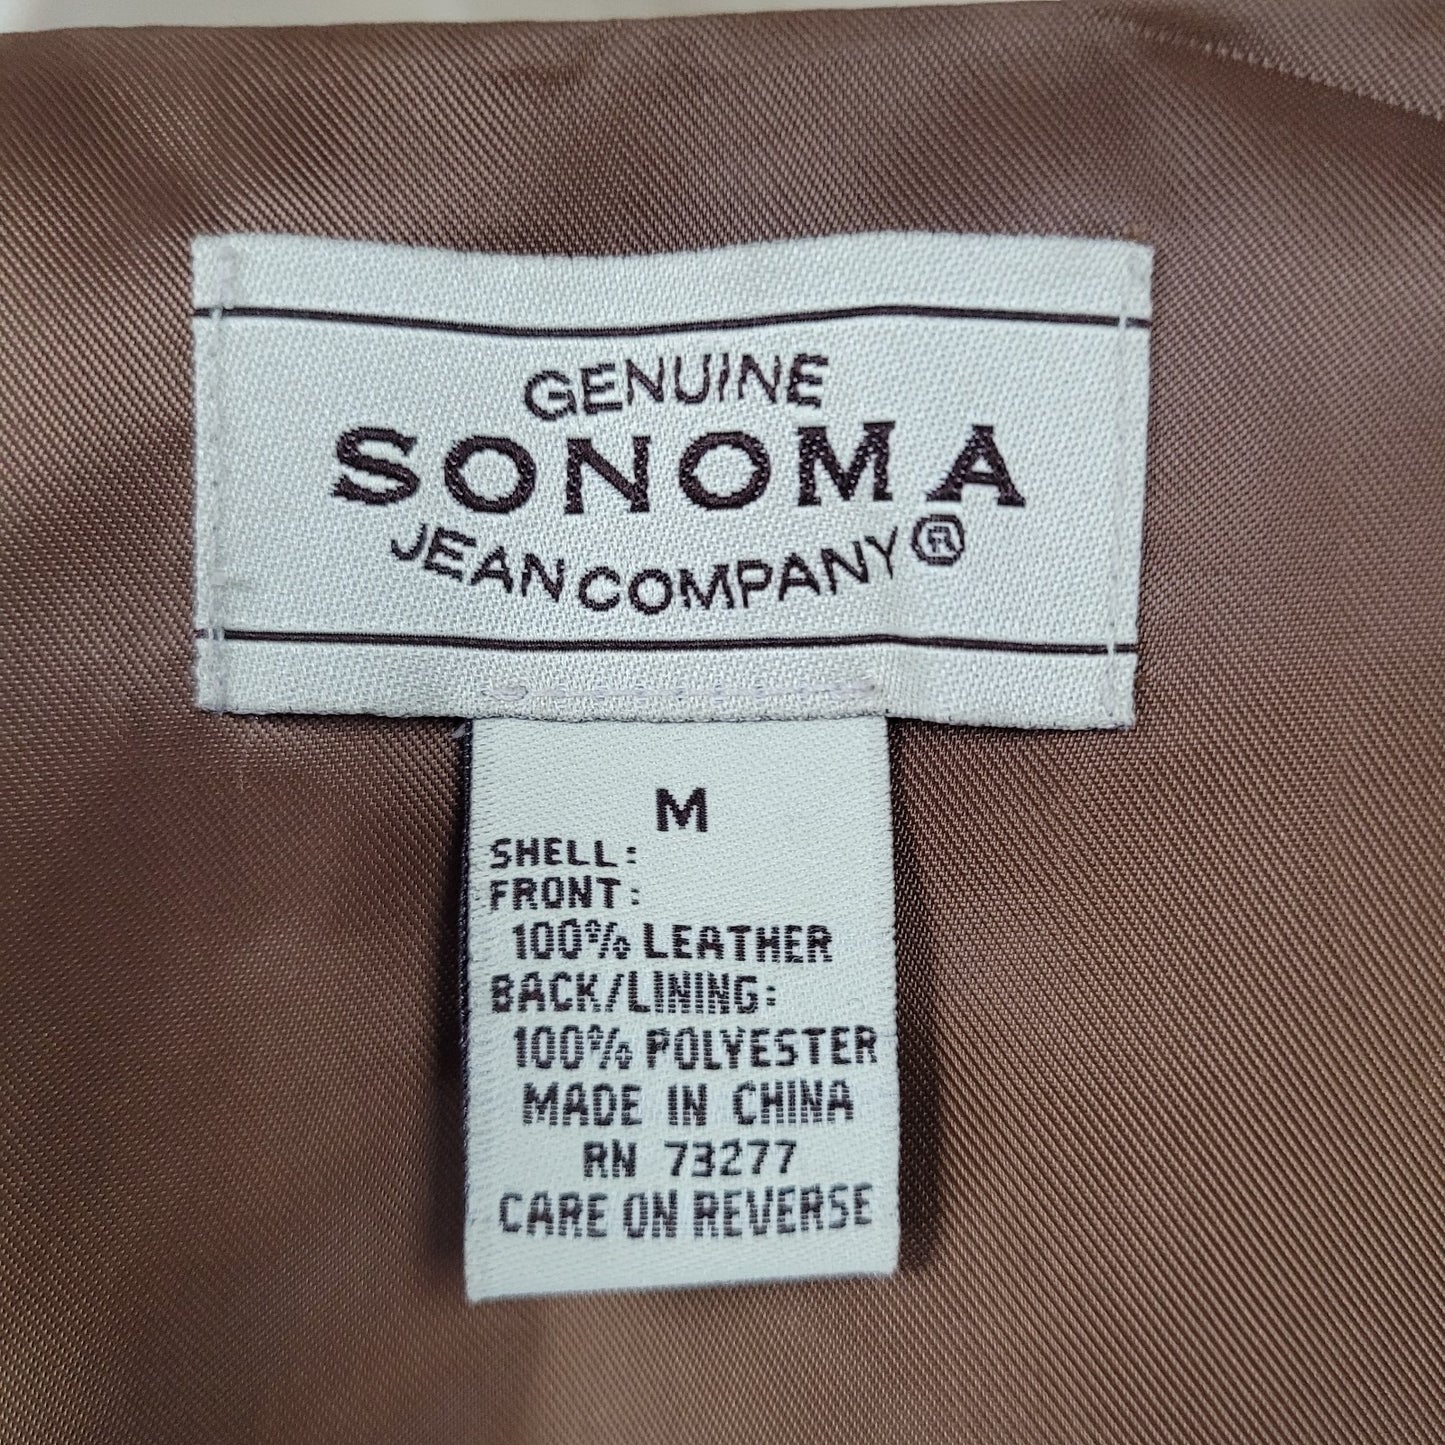 GENUINE
SONOMA
JEAN COMPANY®
M
SHELL:
FRONT:
100% LEATHER
BACK/LINING:
100% POLYESTER
MADE IN CHINA
RN 73277
CARE ON REVERSE